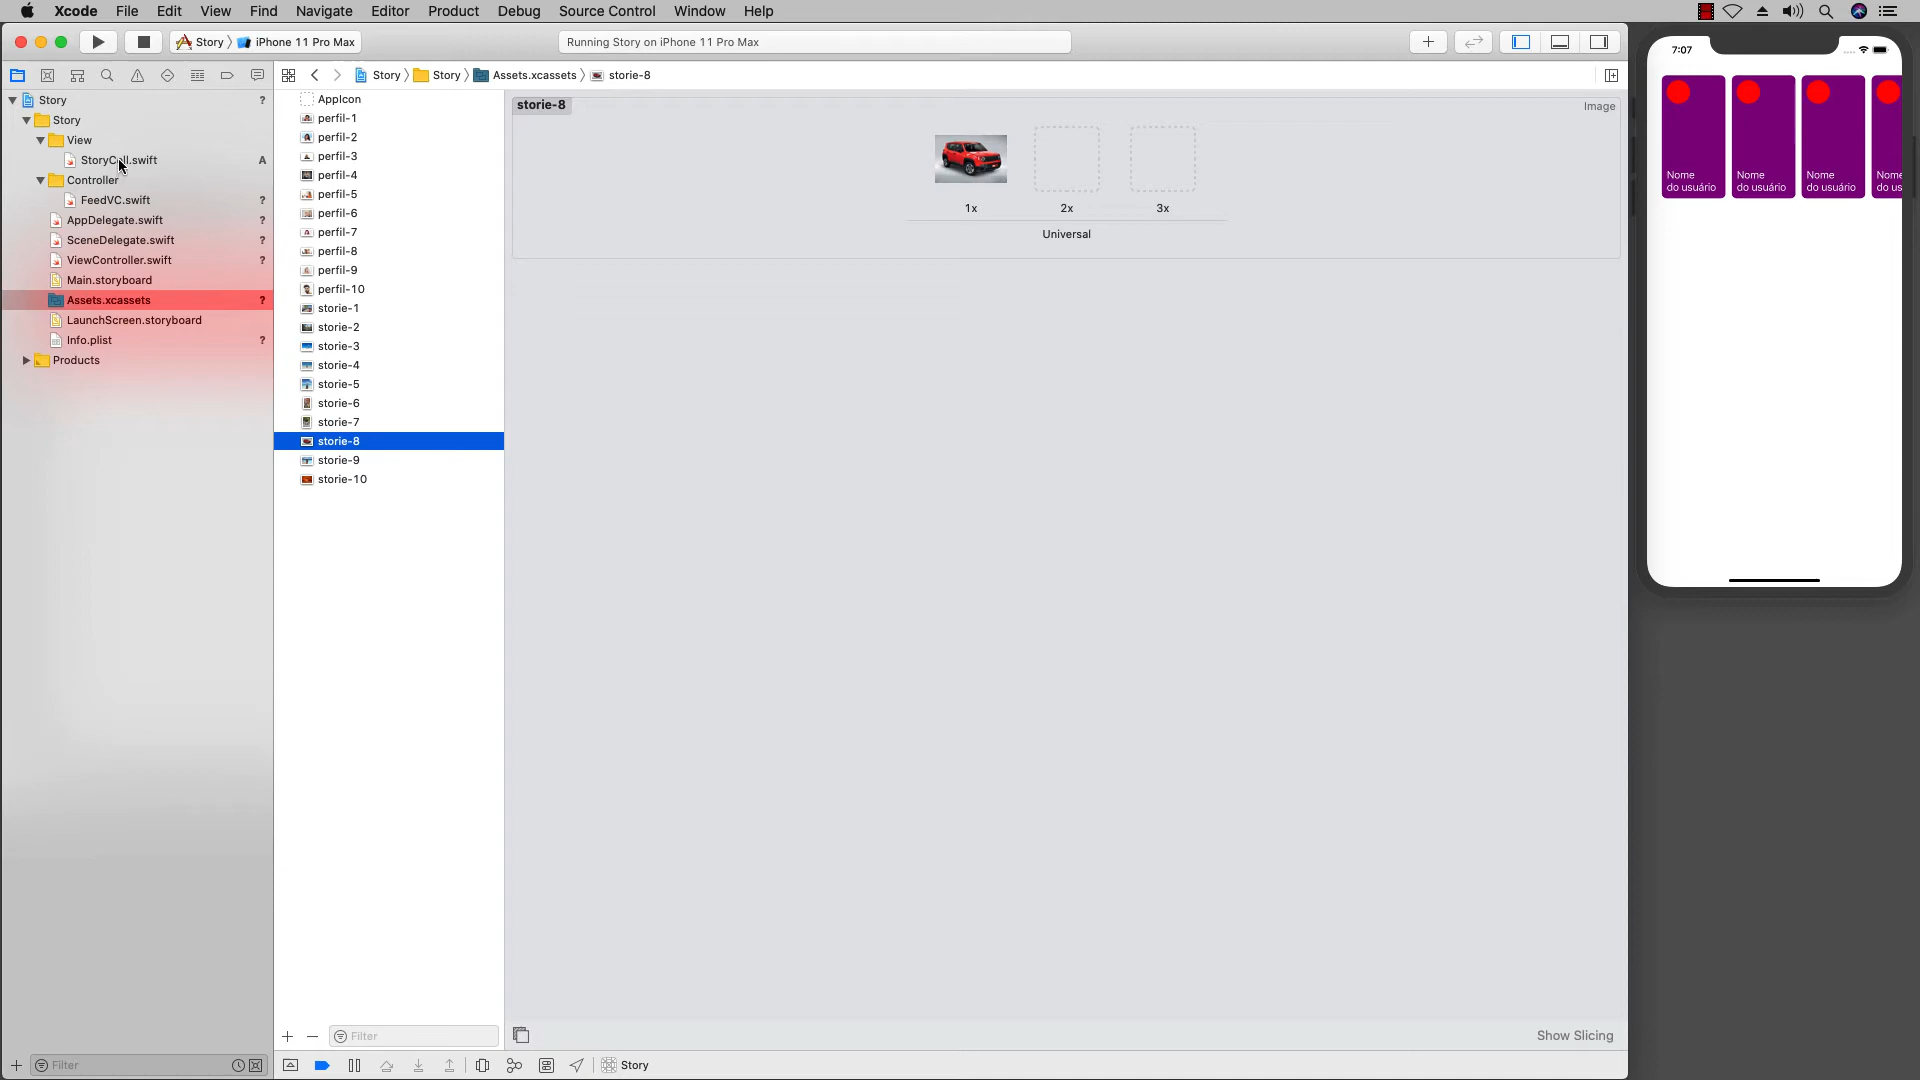 Xcode File Edit View Find Navigate Editor Product Debug Source Control Window Help
Story iPhone 11 Pro Max
Running Story on iPhone 11 Pro Max
Story Story Assets.xcassets storie-8
Story ?
Story
View
StoryCell.swift A
Controller
FeedVC.swift ?
AppDelegate.swift ?
SceneDelegate.swift ?
ViewController.swift ?
Main.storyboard
Assets.xcassets ?
LaunchScreen.storyboard
Info.plist ?
Products
Filter
AppIcon
perfil-1
perfil-2
perfil-3
perfil-4
perfil-5
perfil-6
perfil-7
perfil-8
perfil-9
perfil-10
storie-1
storie-2
storie-3
storie-4
storie-5
storie-6
storie-7
storie-8
storie-9
storie-10
Filter
storie-8
Image
1x 2x 3x
Universal
Show Slicing
Story
7:07
Nome
do usuário
Nome
do usuário
Nome
do usuário
Nome
do us